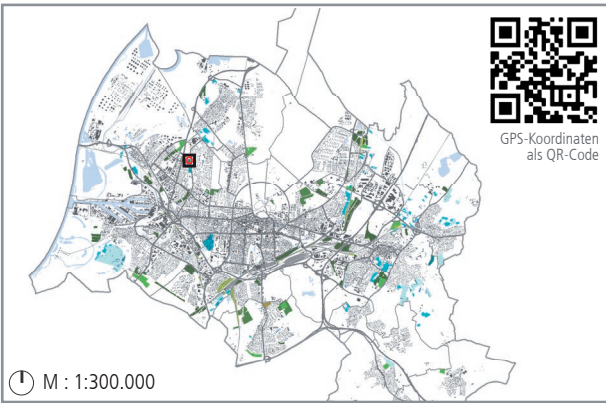 GPS-Koordinaten
als QR-Code
M : 1:300.000